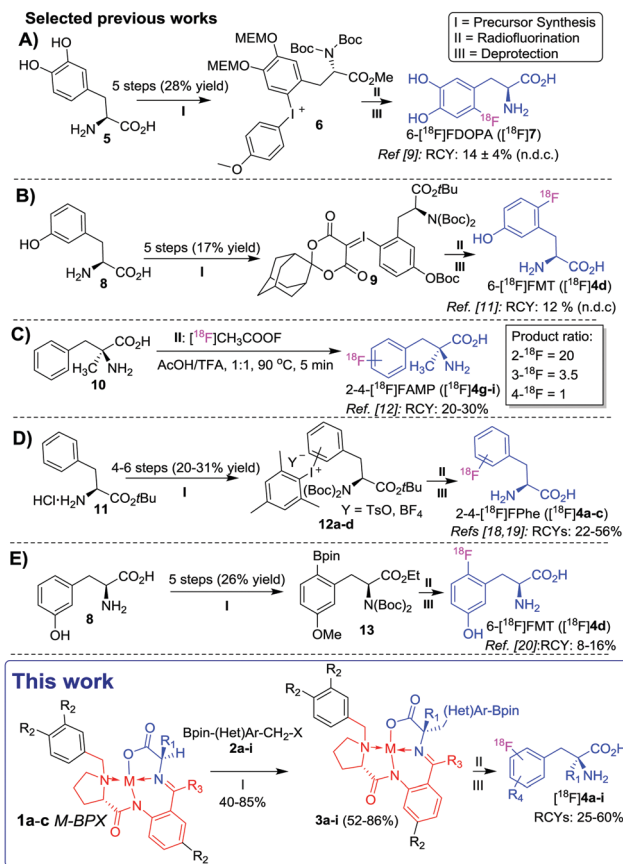 Selected previous works
I = Precursor Synthesis
II = Radiofluorination
III = Deprotection
A)
HO
HO
H₂N
CO₂H
5
5 steps (28% yield)
I
MEMO
MEMO
BocN
Boc
CO₂Me
I⁺
O
6
II
III
HO
HO
CO₂H
NH₂
¹⁸F
6-[¹⁸F]FDOPA ([¹⁸F]7)
Ref [9]: RCY: 14 ± 4% (n.d.c.)
B)
HO
H₂N
CO₂H
8
5 steps (17% yield)
I
CO₂tBu
N(Boc)₂
O
O
O
O
I
OBoc
9
II
III
¹⁸F
HO
H₂N
CO₂H
6-[¹⁸F]FMT ([¹⁸F]4d)
Ref. [11]: RCY: 12 % (n.d.c)
C)
CO₂H
H₃C
NH₂
10
II: [¹⁸F]CH₃COOF
AcOH/TFA, 1:1, 90 ºC, 5 min
¹⁸F
CO₂H
H₃C
NH₂
2-4-[¹⁸F]FAMP ([¹⁸F]4g-i)
Ref. [12]: RCY: 20-30%
Product ratio:
2-¹⁸F = 20
3-¹⁸F = 3.5
4-¹⁸F = 1
D)
HCl·H₂N
CO₂tBu
11
4-6 steps (20-31% yield)
I
Y⁻
I⁺
(Boc)₂N
CO₂tBu
Y = TsO, BF₄
12a-d
II
III
¹⁸F
H₂N
CO₂H
2-4-[¹⁸F]FPhe ([¹⁸F]4a-c)
Refs [18,19]: RCYs: 22-56%
E)
CO₂H
NH₂
OH
8
5 steps (26% yield)
I
Bpin
CO₂Et
N(Boc)₂
OMe
13
II
III
¹⁸F
CO₂H
NH₂
OH
6-[¹⁸F]FMT ([¹⁸F]4d)
Ref. [20]:RCY: 8-16%
This work
R₂
R₂
O
O
R₁
H
N
M
N
N
R₃
O
R₂
1a-c M-BPX
Bpin-(Het)Ar-CH₂-X
2a-i
I
40-85%
R₂
R₂
O
O
R₁
(Het)Ar-Bpin
N
M
N
N
R₃
O
R₂
3a-i (52-86%)
II
III
¹⁸F
R₄
CO₂H
R₁
NH₂
[¹⁸F]4a-i
RCYs: 25-60%